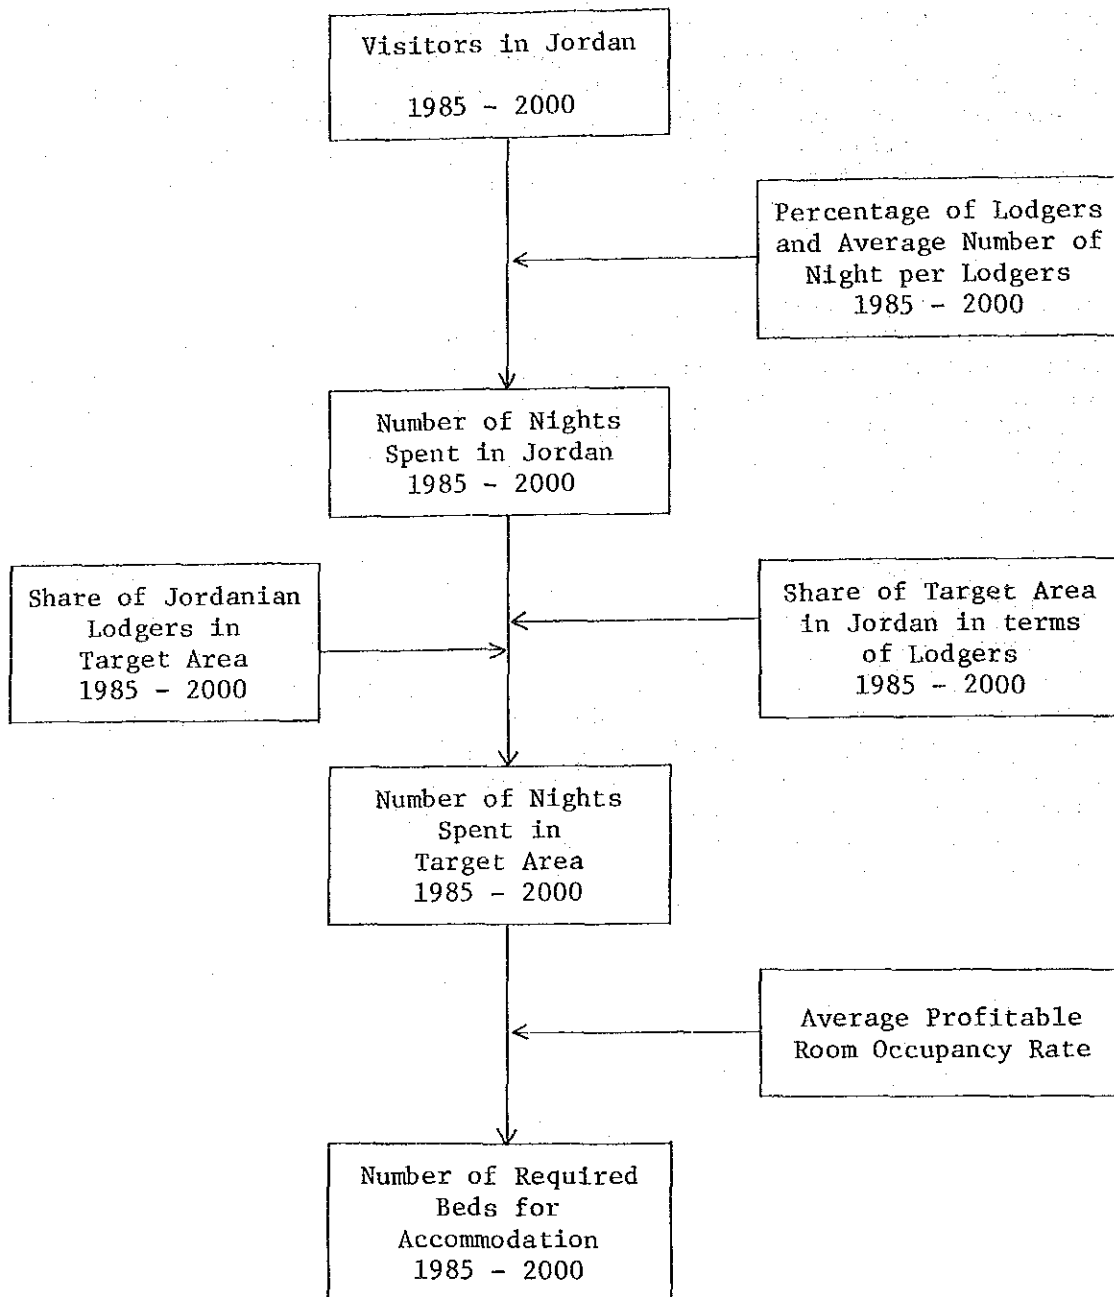 Visitors in Jordan
1985 - 2000
Percentage of Lodgers
and Average Number of
Night per Lodgers
1985 - 2000
Number of Nights
Spent in Jordan
1985 - 2000
Share of Jordanian
Lodgers in
Target Area
1985 - 2000
Share of Target Area
in Jordan in terms
of Lodgers
1985 - 2000
Number of Nights
Spent in
Target Area
1985 - 2000
Average Profitable
Room Occupancy Rate
Number of Required
Beds for
Accommodation
1985 - 2000